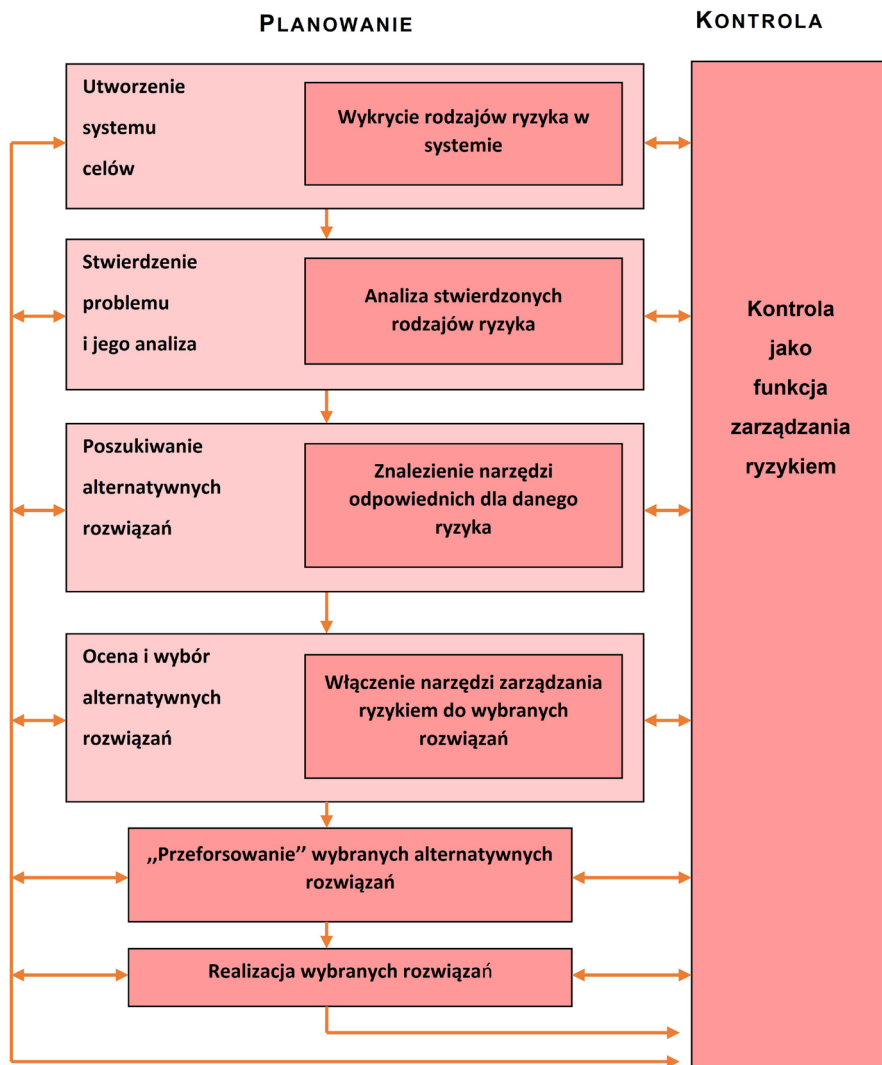 PLANOWANIE
KONTROLA
Utworzenie
systemu
celów
Wykrycie rodzajów ryzyka w
systemie
Stwierdzenie
problemu
i jego analiza
Analiza stwierdzonych
rodzajów ryzyka
Poszukiwanie
alternatywnych
rozwiązań
Znalezienie narzędzi
odpowiednich dla danego
ryzyka
Ocena i wybór
alternatywnych
rozwiązań
Włączenie narzędzi zarządzania
ryzykiem do wybranych
rozwiązań
,,Przeforsowanie’’ wybranych alternatywnych
rozwiązań
Realizacja wybranych rozwiązań
Kontrola
jako
funkcja
zarządzania
ryzykiem